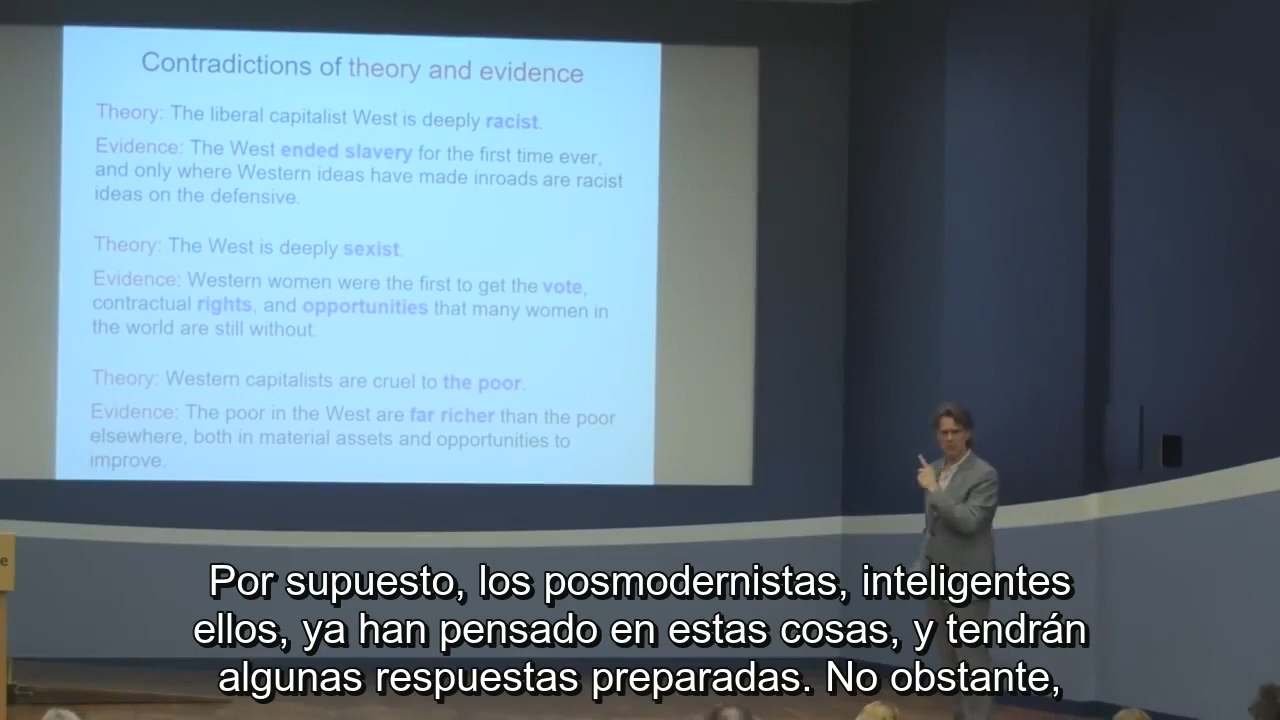 Contradictions of theory and evidence
Theory: The liberal capitalist West is deeply racist.
Evidence: The West ended slavery for the first time ever,
and only where Western ideas have made inroads are racist
ideas on the defensive.
Theory: The West is deeply sexist.
Evidence: Western women were the first to get the vote,
contractual rights, and opportunities that many women in
the world are still without.
Theory: Western capitalists are cruel to the poor.
Evidence: The poor in the West are far richer than the poor
elsewhere, both in material assets and opportunities to
improve.
e
Por supuesto, los posmodernistas, inteligentes
ellos, ya han pensado en estas cosas, y tendrán
algunas respuestas preparadas. No obstante,